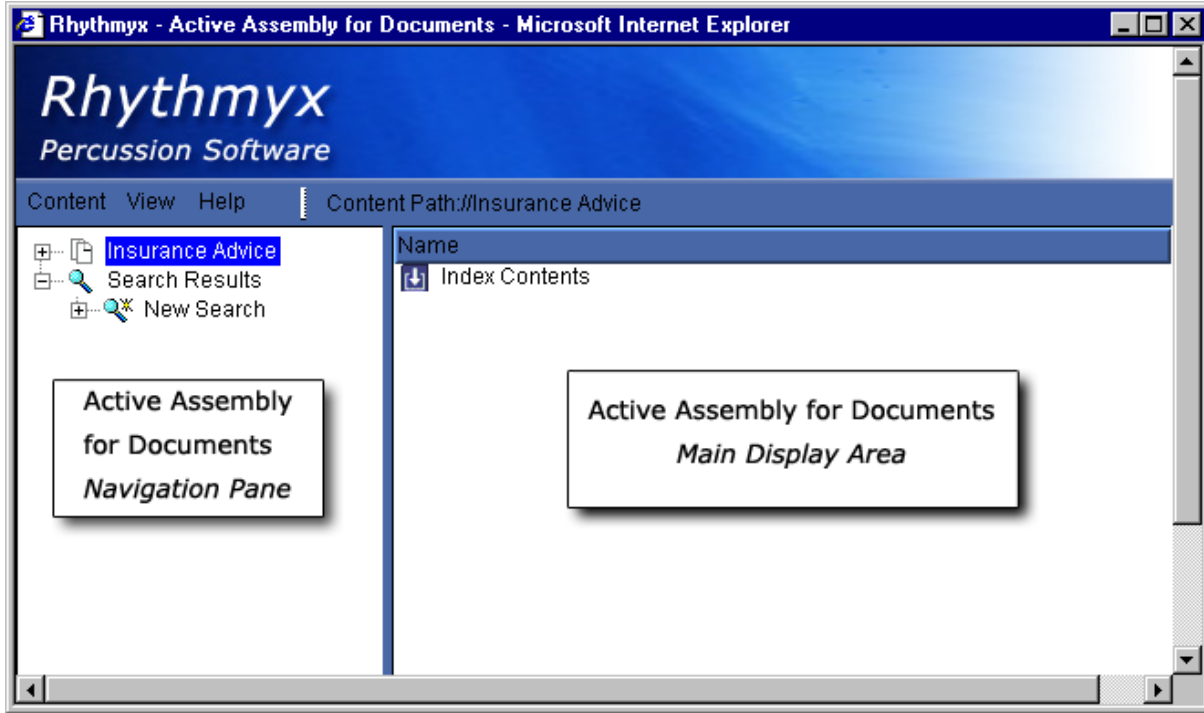 Rhythmyx - Active Assembly for Documents - Microsoft Internet Explorer
Rhythmyx
Percussion Software
Content View Help Content Path://Insurance Advice
Insurance Advice
Search Results
New Search
Name
Index Contents
Active Assembly
for Documents
Navigation Pane
Active Assembly for Documents
Main Display Area